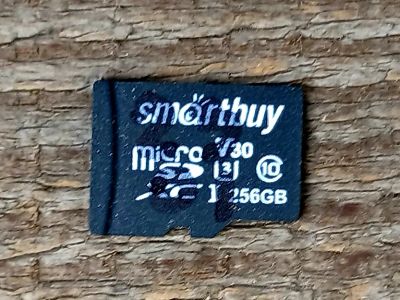 smartbuy
micro V30
SD U3 10
XC I 256GB